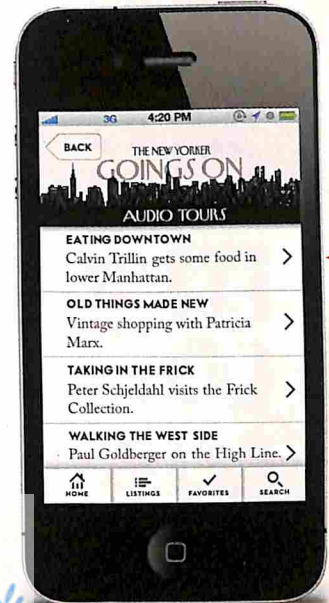 3G 4:20 PM
BACK
THE NEW YORKER
GOINGS ON
AUDIO TOURS
EATING DOWNTOWN
Calvin Trillin gets some food in
lower Manhattan.
OLD THINGS MADE NEW
Vintage shopping with Patricia
Marx.
TAKING IN THE FRICK
Peter Schjeldahl visits the Frick
Collection.
WALKING THE WEST SIDE
Paul Goldberger on the High Line.
HOME LISTINGS FAVORITES SEARCH